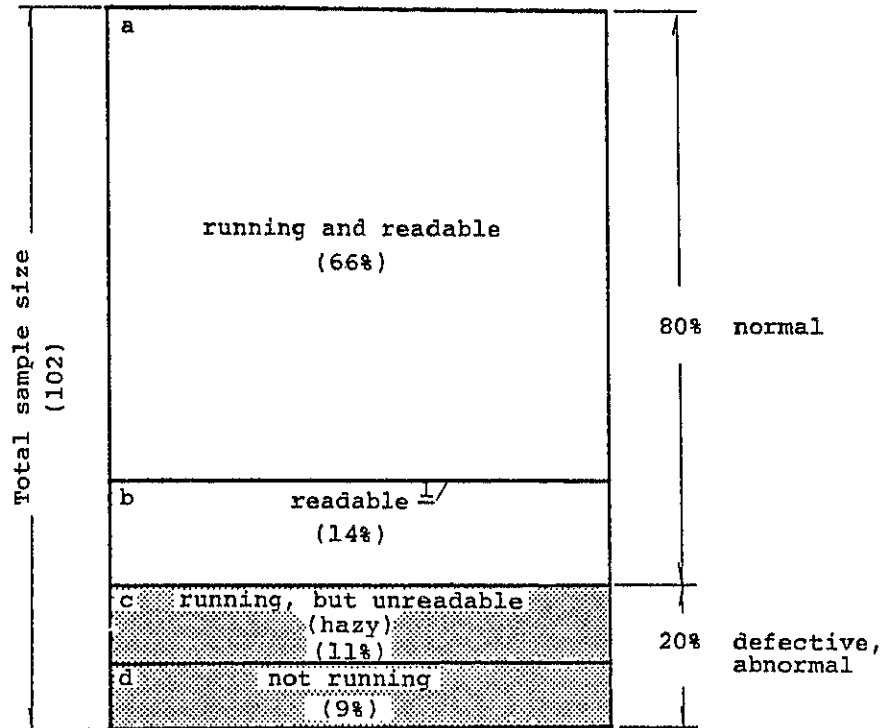 a
running and readable
(66%)
Total sample size
(102)
80% normal
b
readable 1/
(14%)
c running, but unreadable
(hazy)
(11%)
20% defective,
abnormal
d not running
(9%)